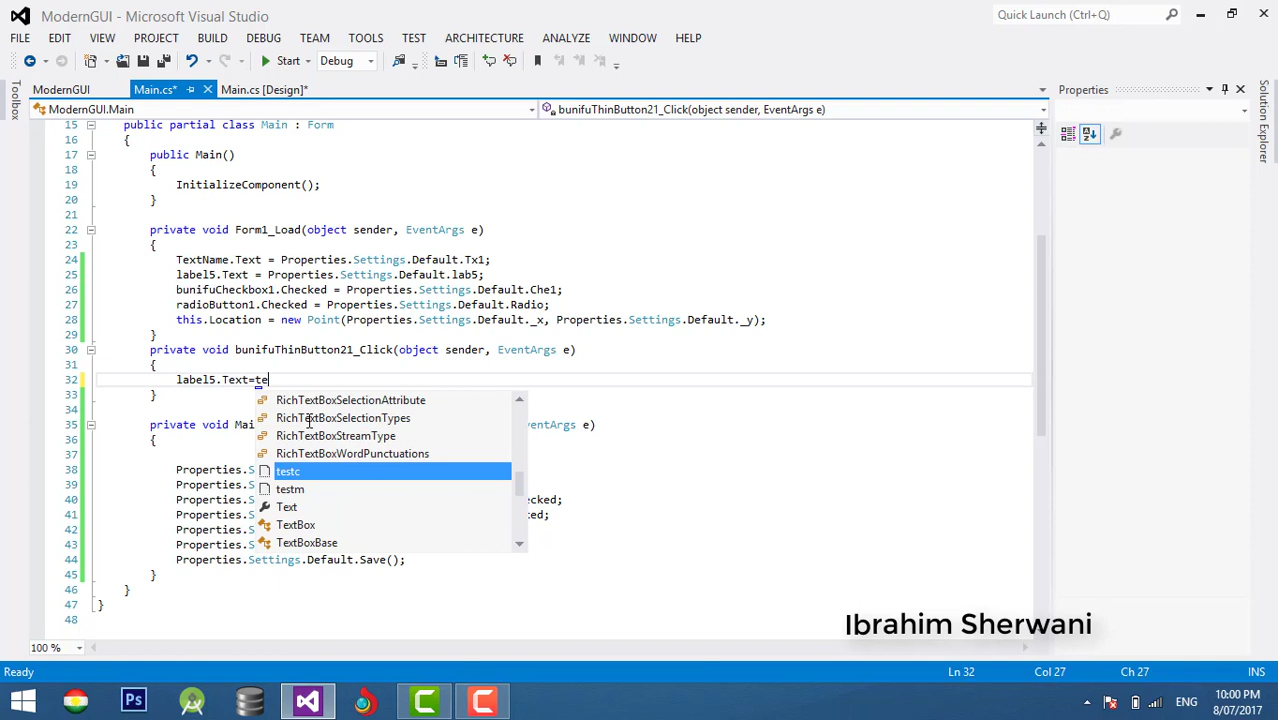 ModernGUI - Microsoft Visual Studio
Quick Launch (Ctrl+Q)
FILE EDIT VIEW PROJECT BUILD DEBUG TEAM TOOLS TEST ARCHITECTURE ANALYZE WINDOW HELP
Start Debug
Toolbox
ModernGUI Main.cs* Main.cs [Design]*
Properties
Solution Explorer
ModernGUI.Main bunifuThinButton21_Click(object sender, EventArgs e)
15 public partial class Main : Form
16 {
17 public Main()
18 {
19 InitializeComponent();
20 }
21
22 private void Form1_Load(object sender, EventArgs e)
23 {
24 TextName.Text = Properties.Settings.Default.Tx1;
25 label5.Text = Properties.Settings.Default.lab5;
26 bunifuCheckbox1.Checked = Properties.Settings.Default.Che1;
27 radioButton1.Checked = Properties.Settings.Default.Radio;
28 this.Location = new Point(Properties.Settings.Default._x, Properties.Settings.Default._y);
29 }
30 private void bunifuThinButton21_Click(object sender, EventArgs e)
31 {
32 label5.Text=te
33 }
RichTextBoxSelectionAttribute
34
RichTextBoxSelectionTypes
35 private void Mai ventArgs e)
36 {
RichTextBoxStreamType
37
RichTextBoxWordPunctuations
38 Properties.S
testc
39 Properties.S
testm
40 Properties.S ecked;
Text
41 Properties.S ted;
42 Properties.S
TextBox
43 Properties.S
TextBoxBase
44 Properties.Settings.Default.Save();
45 }
46 }
47 }
48
Ibrahim Sherwani
100 %
Ready Ln 32 Col 27 Ch 27 INS
Ps
C
C
ENG
10:00 PM
8/07/2017